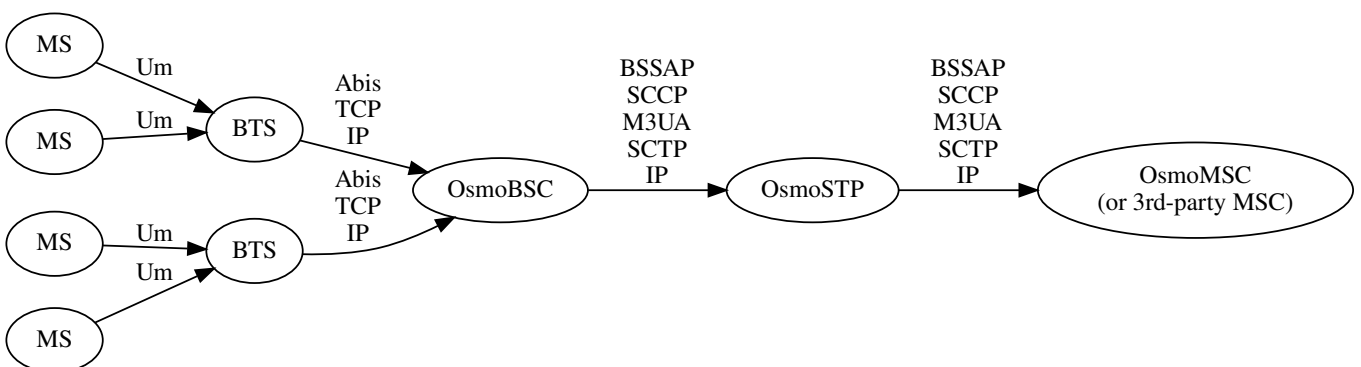 MS
Um
MS
Um
BTS
Abis
TCP
IP
MS
Um
MS
Um
BTS
Abis
TCP
IP
OsmoBSC
BSSAP
SCCP
M3UA
SCTP
IP
OsmoSTP
BSSAP
SCCP
M3UA
SCTP
IP
OsmoMSC
(or 3rd-party MSC)